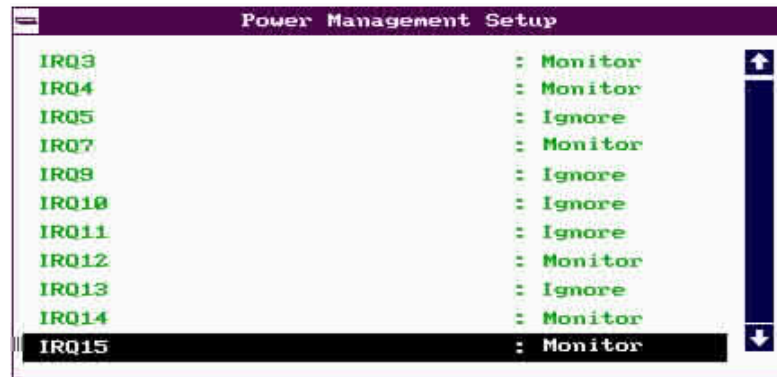 Power Management Setup
IRQ3 : Monitor
IRQ4 : Monitor
IRQ5 : Ignore
IRQ7 : Monitor
IRQ9 : Ignore
IRQ10 : Ignore
IRQ11 : Ignore
IRQ12 : Monitor
IRQ13 : Ignore
IRQ14 : Monitor
IRQ15 : Monitor